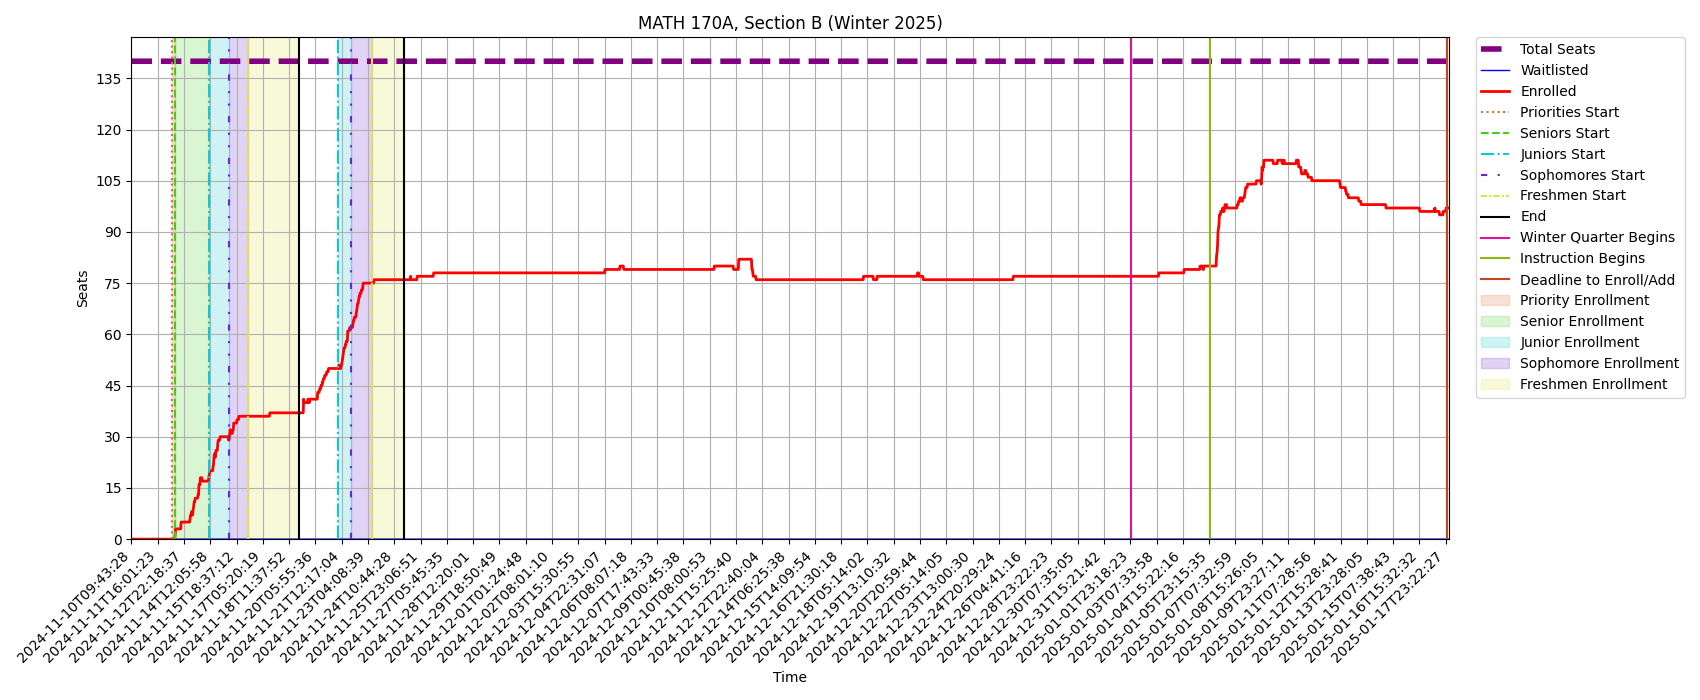 MATH 170A, Section B (Winter 2025)
Seats
135
120
105
90
75
60
45
30
15
0
2024-11-10T09:43:28
2024-11-11T16:01:23
2024-11-12T22:18:37
2024-11-14T12:05:58
2024-11-15T18:37:12
2024-11-17T05:20:19
2024-11-18T11:37:52
2024-11-20T05:55:36
2024-11-21T12:17:04
2024-11-23T04:08:39
2024-11-24T10:44:28
2024-11-25T23:06:51
2024-11-27T05:45:35
2024-11-28T12:20:01
2024-11-29T18:50:49
2024-12-01T01:24:48
2024-12-02T08:01:10
2024-12-03T15:30:55
2024-12-04T22:31:07
2024-12-06T08:07:18
2024-12-07T17:43:33
2024-12-09T00:45:38
2024-12-10T08:00:53
2024-12-11T15:25:40
2024-12-12T22:40:04
2024-12-14T06:25:38
2024-12-15T14:09:54
2024-12-16T21:30:18
2024-12-18T05:14:02
2024-12-19T13:10:32
2024-12-20T20:59:44
2024-12-22T05:14:05
2024-12-23T13:00:30
2024-12-24T20:29:24
2024-12-26T04:41:16
2024-12-28T23:22:23
2024-12-30T07:35:05
2024-12-31T15:21:42
2025-01-01T23:18:23
2025-01-03T07:33:58
2025-01-04T15:22:16
2025-01-05T23:15:35
2025-01-07T07:32:59
2025-01-08T15:26:05
2025-01-09T23:27:11
2025-01-11T07:28:56
2025-01-12T15:28:41
2025-01-13T23:28:05
2025-01-15T07:38:43
2025-01-16T15:32:32
2025-01-17T23:22:27
Time
Total Seats
Waitlisted
Enrolled
Priorities Start
Seniors Start
Juniors Start
Sophomores Start
Freshmen Start
End
Winter Quarter Begins
Instruction Begins
Deadline to Enroll/Add
Priority Enrollment
Senior Enrollment
Junior Enrollment
Sophomore Enrollment
Freshmen Enrollment